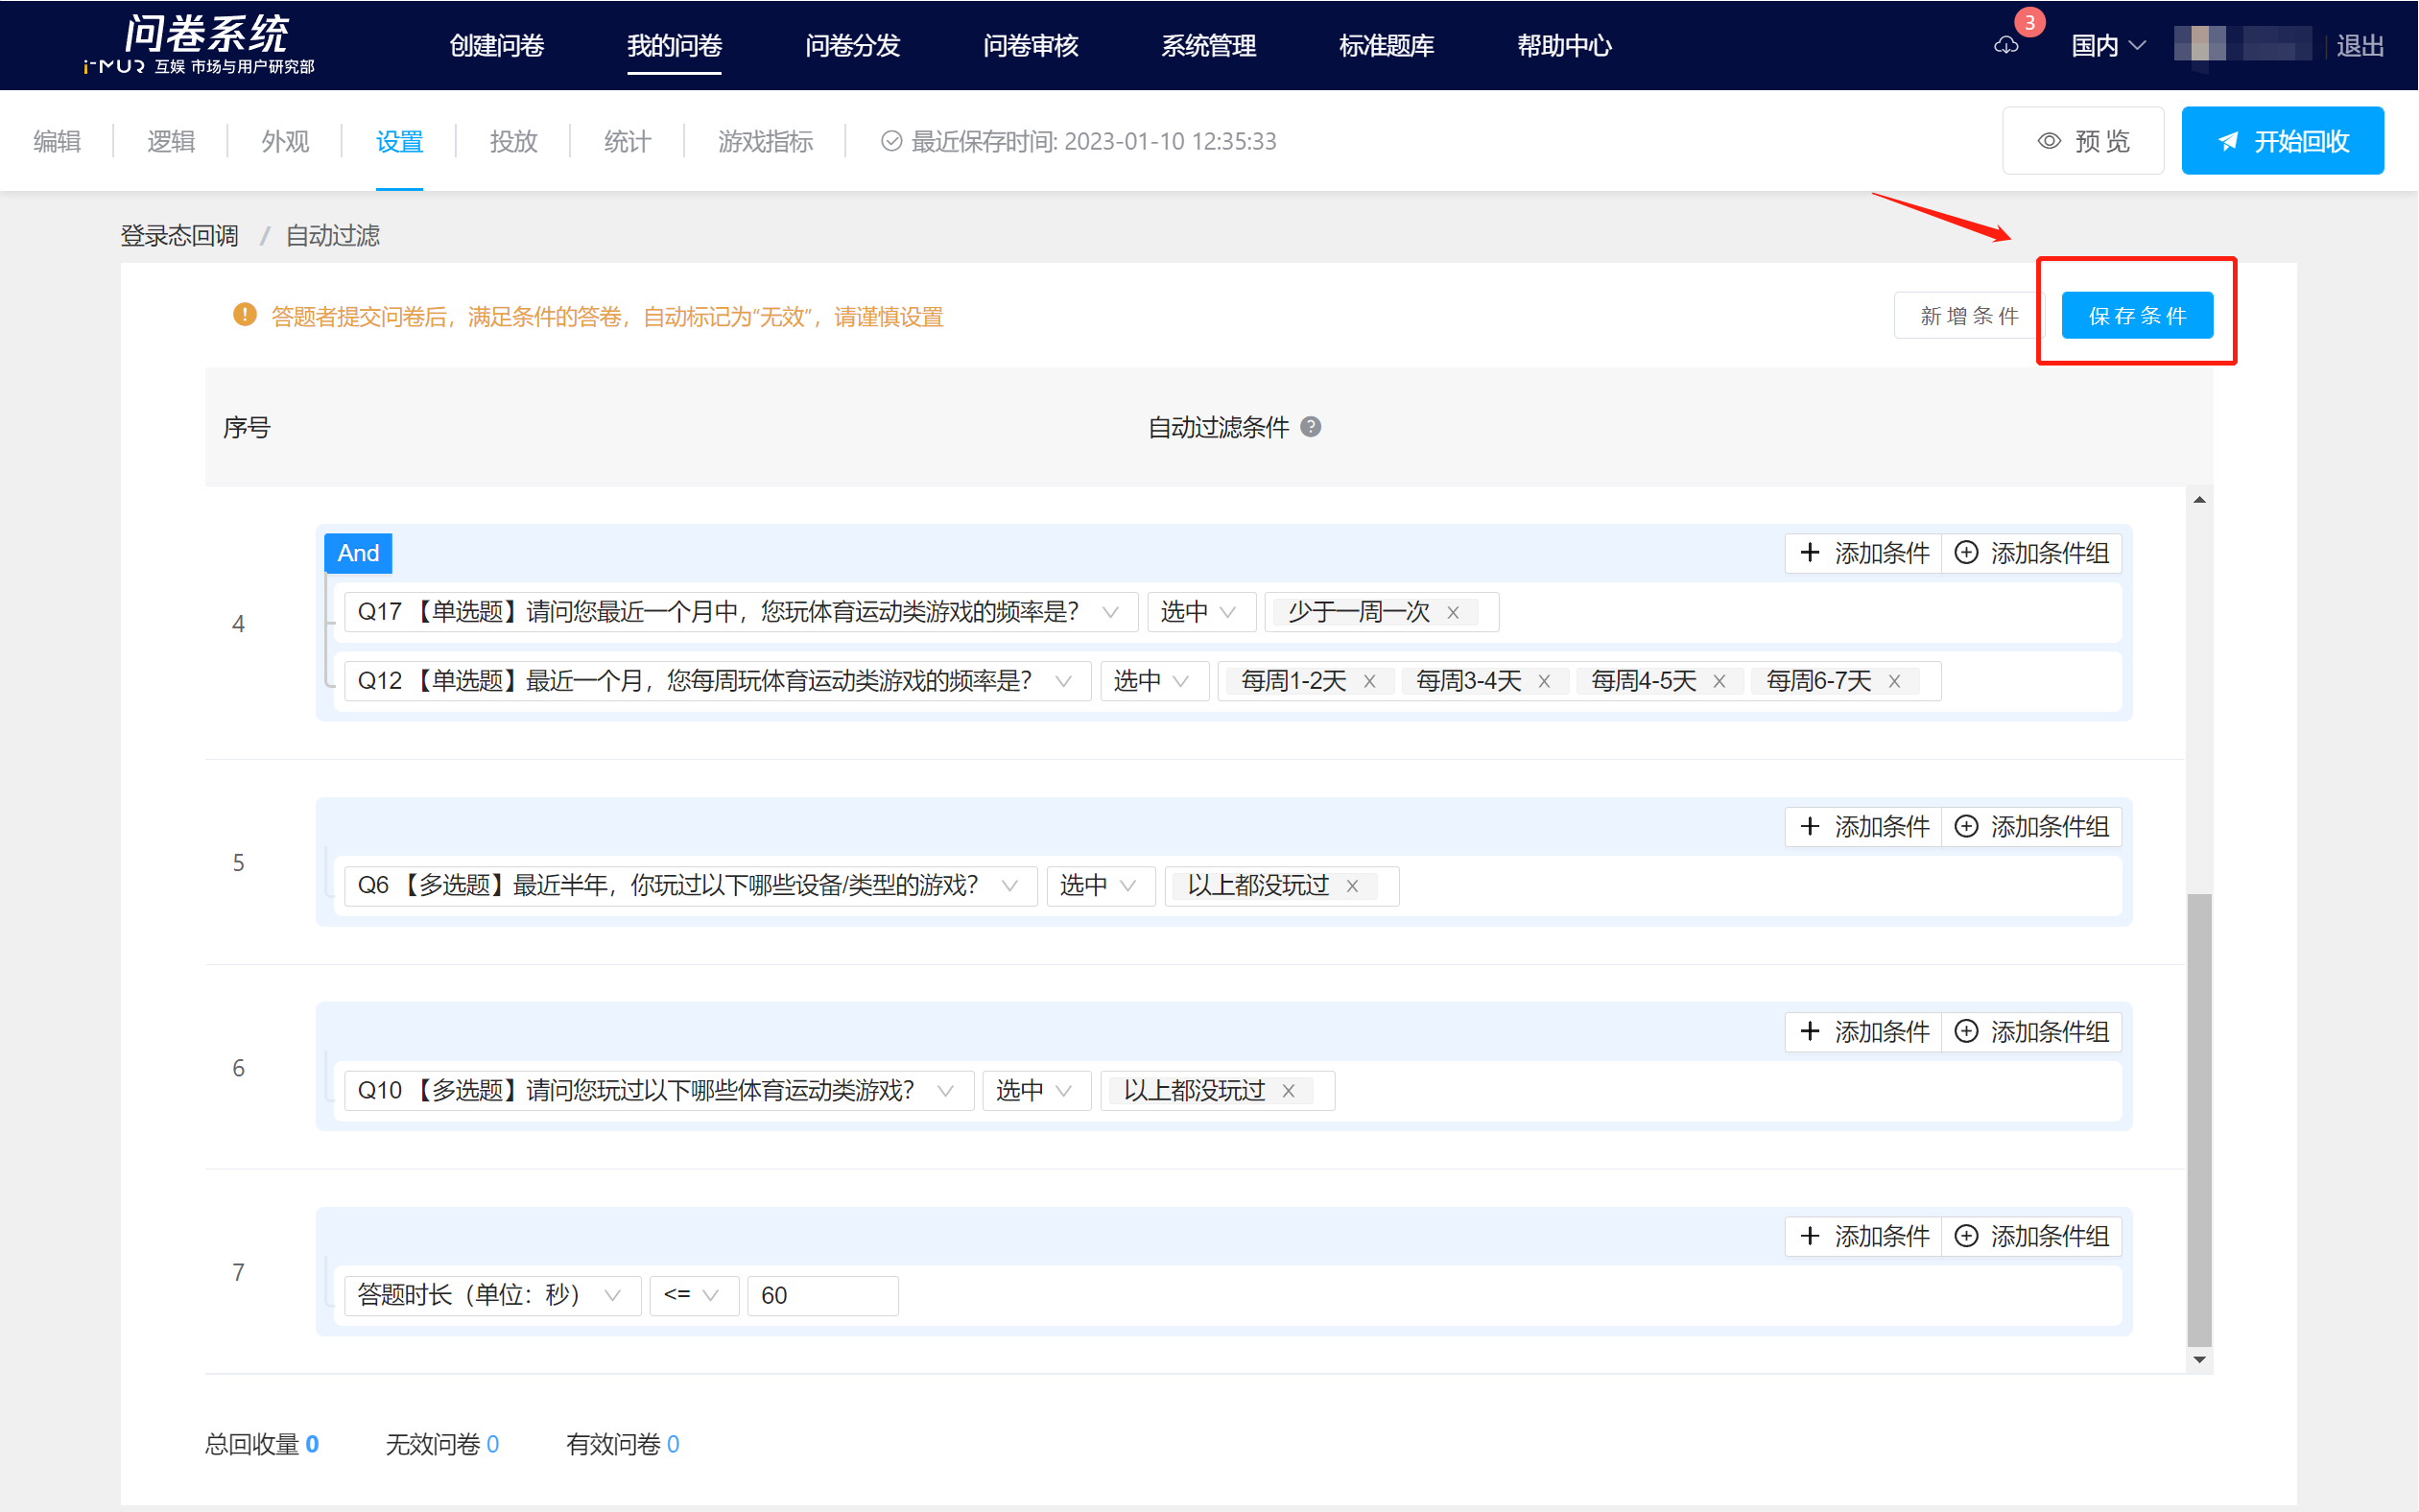 问卷系统
i-MUR 互娱 市场与用户研究部
创建问卷 我的问卷 问卷分发 问卷审核 系统管理 标准题库 帮助中心 3 国内 退出
编辑 逻辑 外观 设置 投放 统计 游戏指标 最近保存时间: 2023-01-10 12:35:33 预览 开始回收
登录态回调 / 自动过滤
答题者提交问卷后，满足条件的答卷，自动标记为“无效”，请谨慎设置 新增条件 保存条件
序号 自动过滤条件
And 添加条件 添加条件组
4
Q17 【单选题】请问您最近一个月中，您玩体育运动类游戏的频率是？ 选中 少于一周一次 ×
Q12 【单选题】最近一个月，您每周玩体育运动类游戏的频率是？ 选中 每周1-2天 × 每周3-4天 × 每周4-5天 × 每周6-7天 ×
添加条件 添加条件组
5
Q6 【多选题】最近半年，你玩过以下哪些设备/类型的游戏？ 选中 以上都没玩过 ×
添加条件 添加条件组
6
Q10 【多选题】请问您玩过以下哪些体育运动类游戏？ 选中 以上都没玩过 ×
添加条件 添加条件组
7
答题时长（单位：秒） <= 60
总回收量 0 无效问卷 0 有效问卷 0